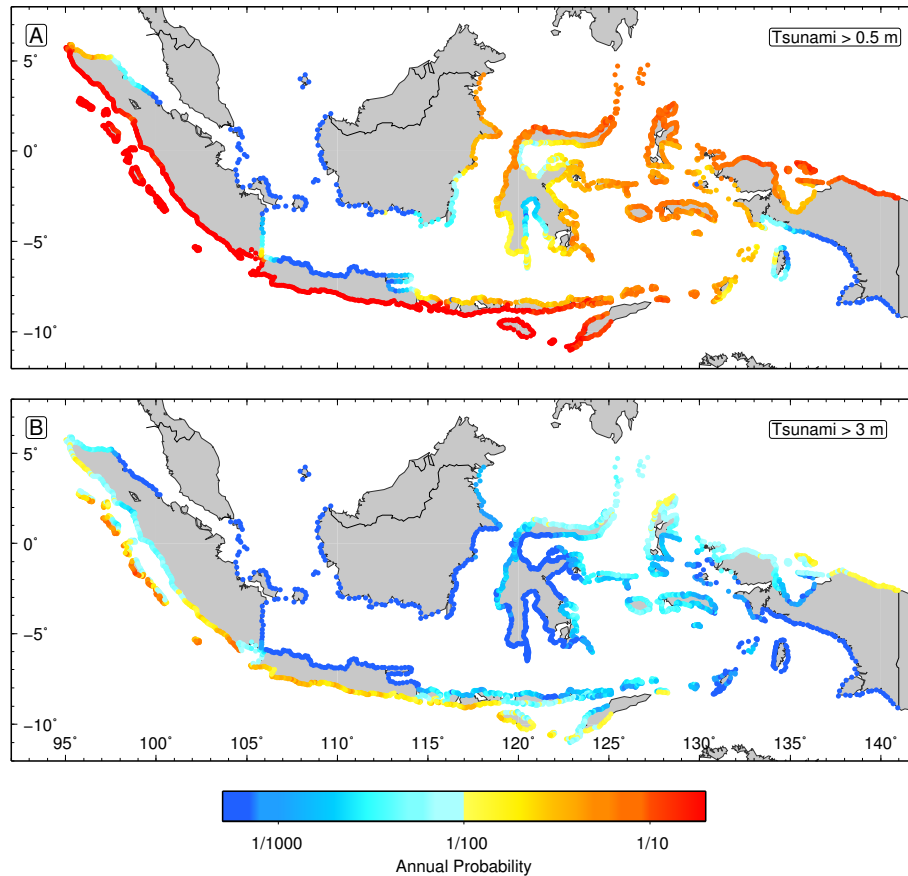 A
Tsunami > 0.5 m
5˚
0˚
−5˚
−10˚
B
Tsunami > 3 m
5˚
0˚
−5˚
−10˚
95˚ 100˚ 105˚ 110˚ 115˚ 120˚ 125˚ 130˚ 135˚ 140˚
1/1000 1/100 1/10
Annual Probability